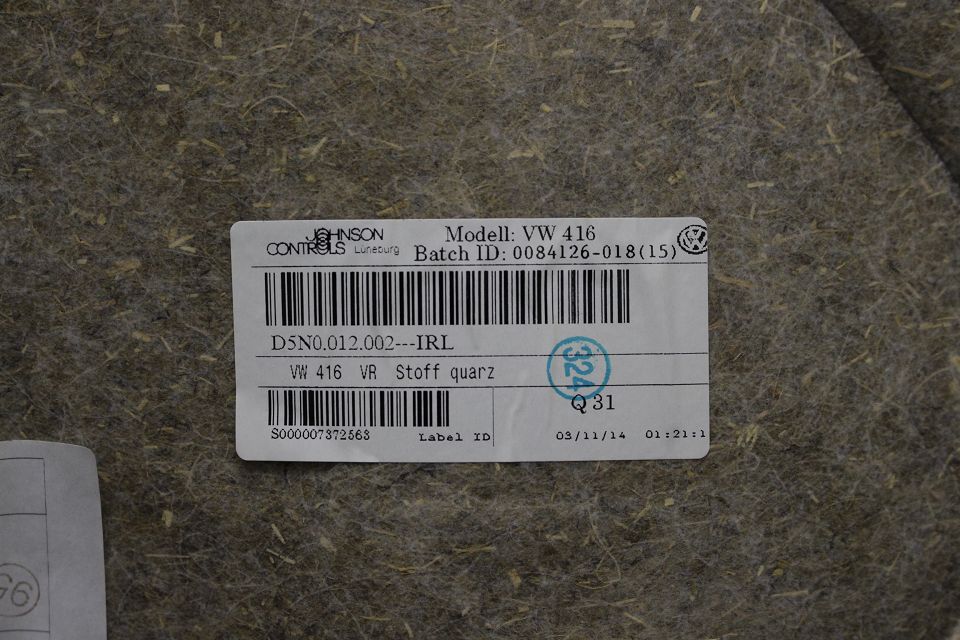 JOHNSON
CONTROLS Lüneburg
Modell: VW 416
Batch ID: 0084126-018(15)
D5N0.012.002---IRL
VW 416 VR Stoff quarz
324
Q 31
S000007372563
Label ID
03/11/14 01:21:1
95